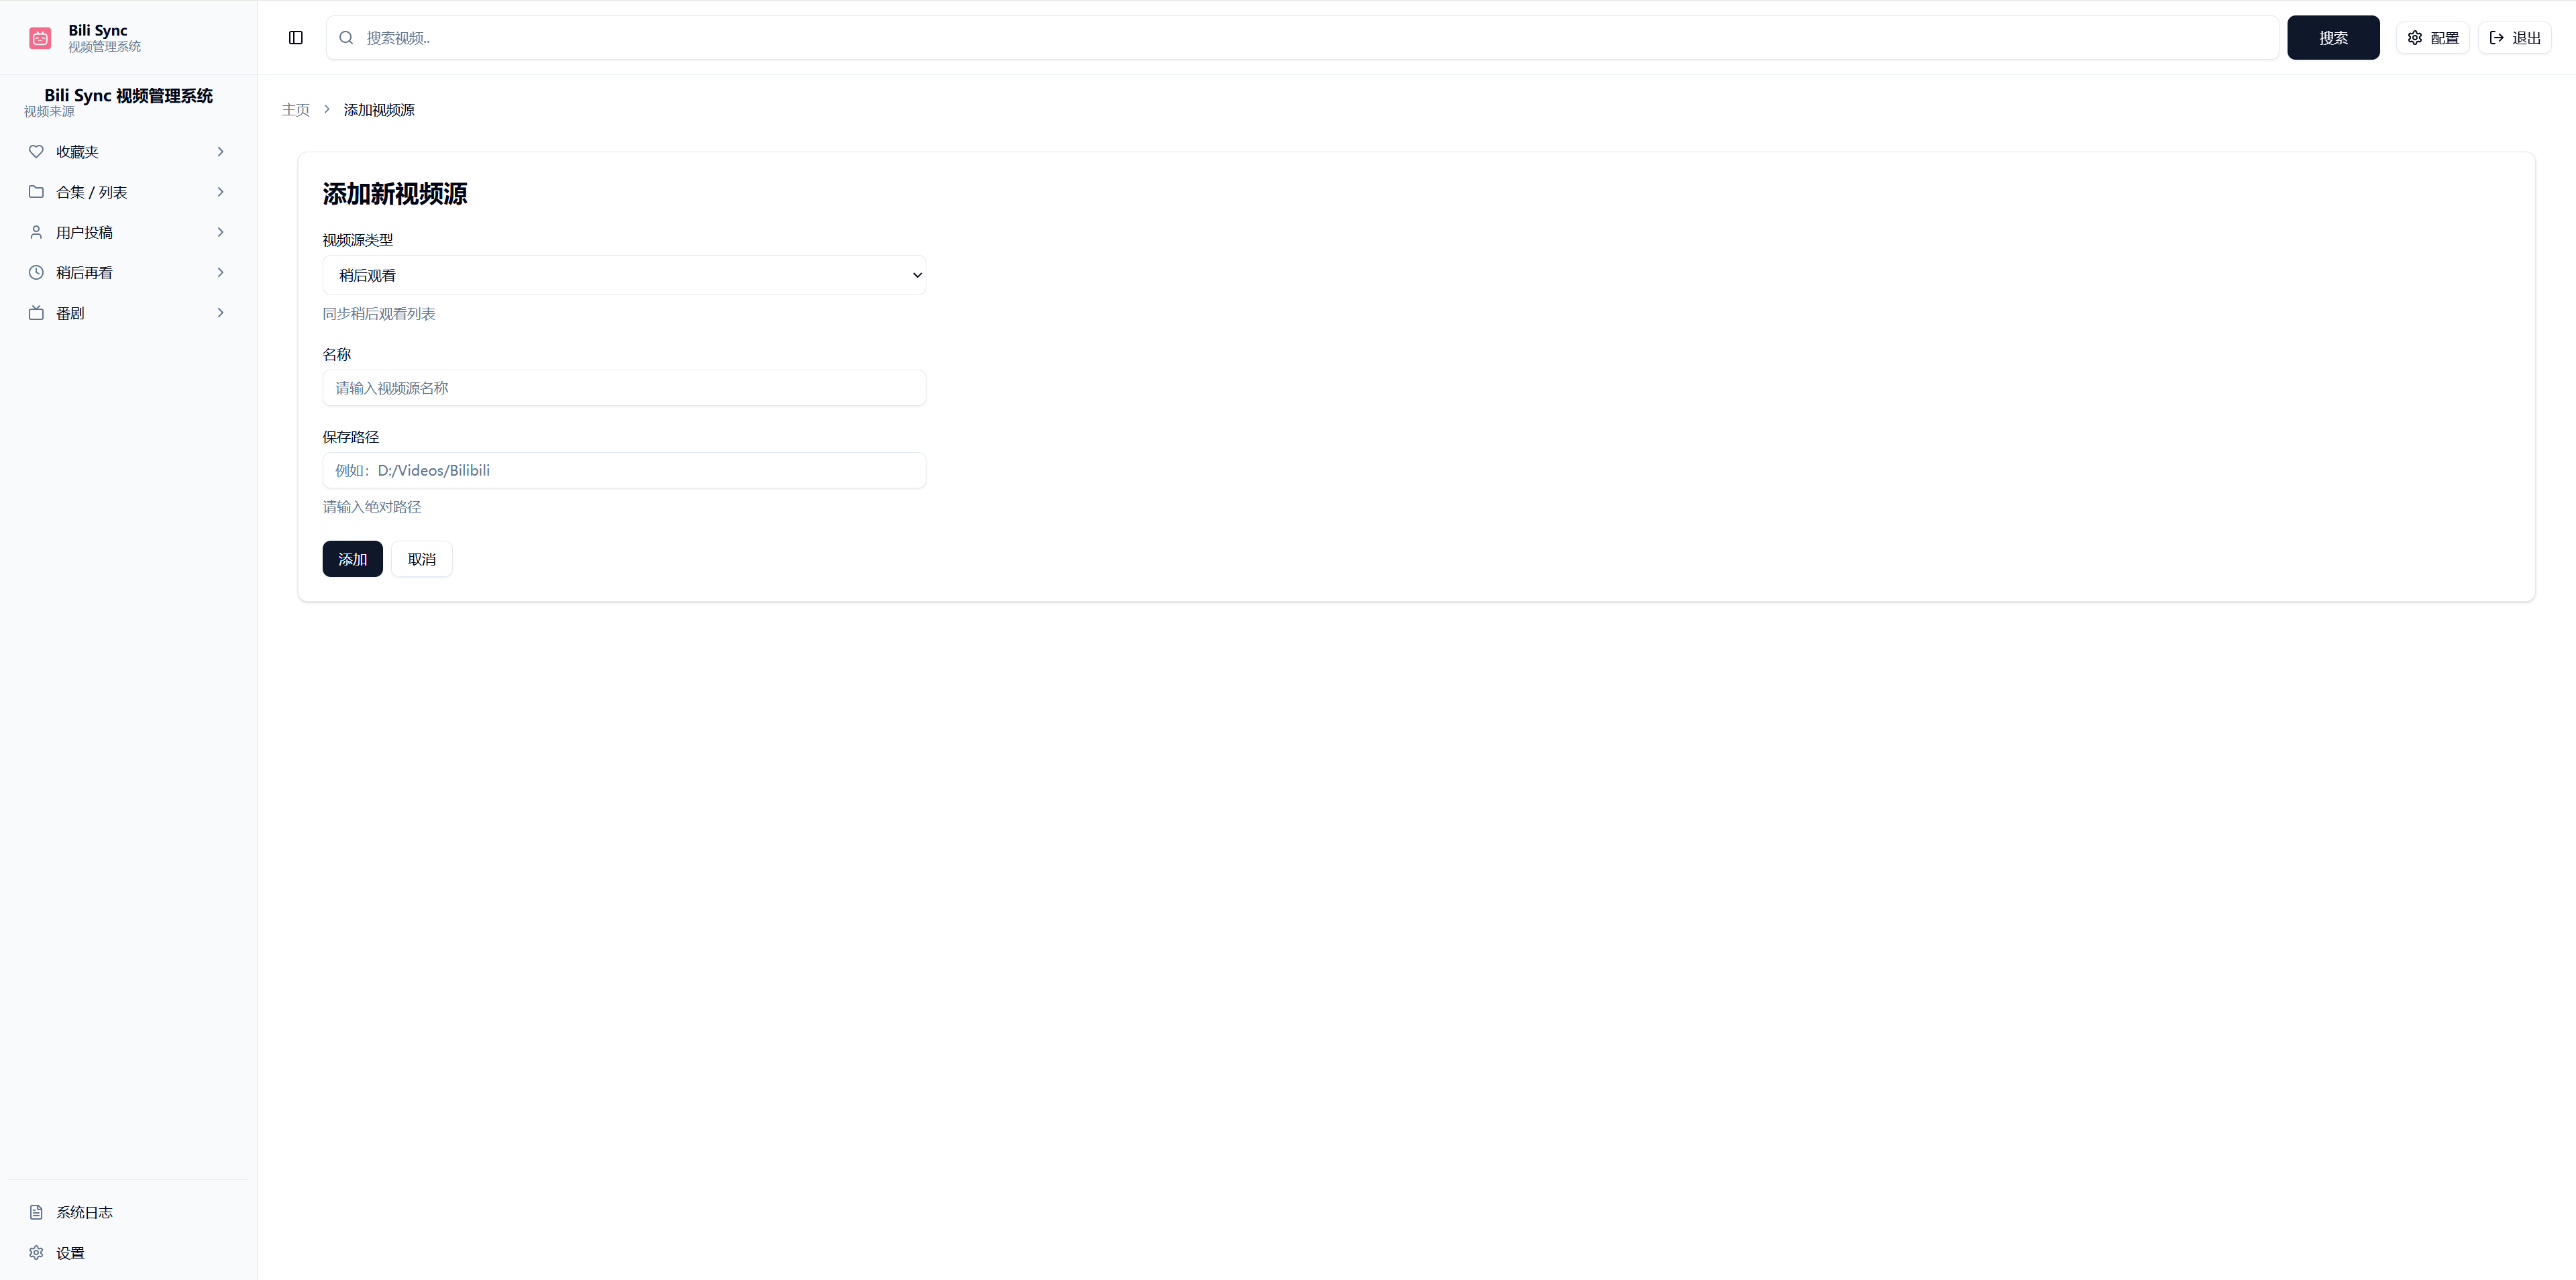 Bili Sync
视频管理系统
搜索视频..
搜索
配置
退出
Bili Sync 视频管理系统
视频来源
收藏夹
合集 / 列表
用户投稿
稍后再看
番剧
主页
添加视频源
添加新视频源
视频源类型
稍后观看
同步稍后观看列表
名称
请输入视频源名称
保存路径
例如：D:/Videos/Bilibili
请输入绝对路径
添加
取消
系统日志
设置